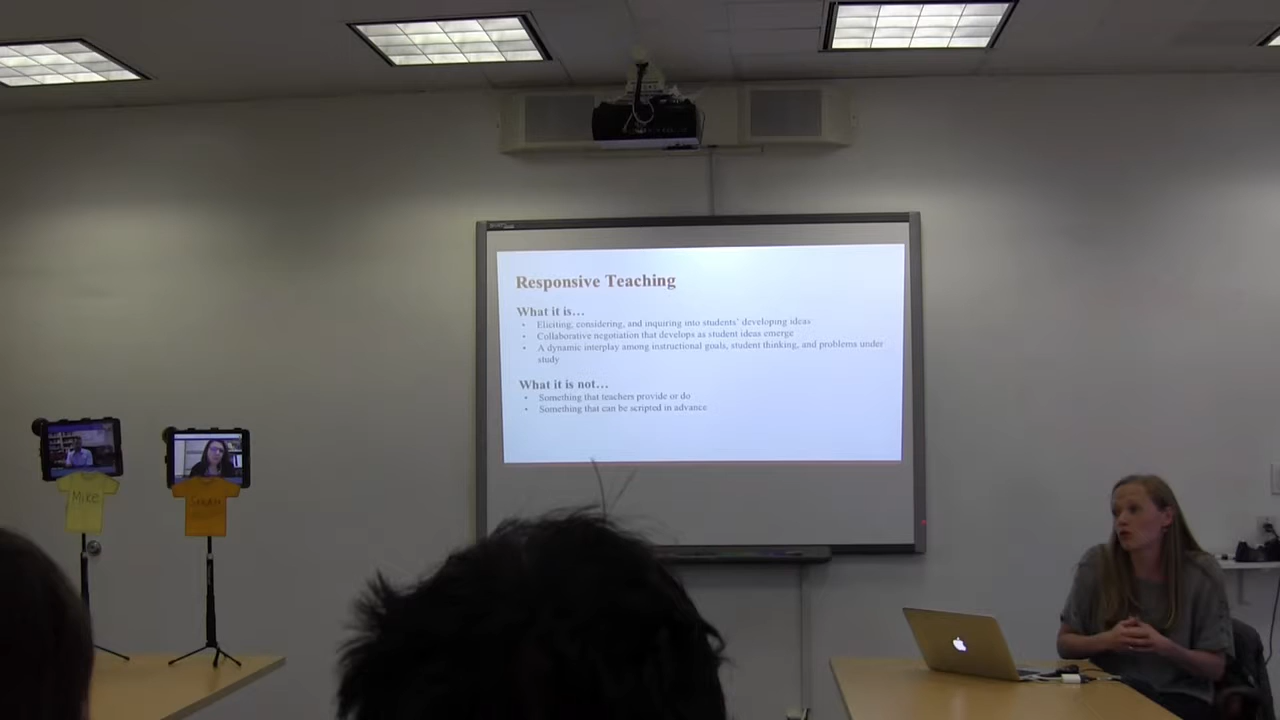 Responsive Teaching
What it is…
• Eliciting, considering, and inquiring into students’ developing ideas
• Collaborative negotiation that develops as student ideas emerge
• A dynamic interplay among instructional goals, student thinking, and problems under
study
What it is not…
• Something that teachers provide or do
• Something that can be scripted in advance
Mike